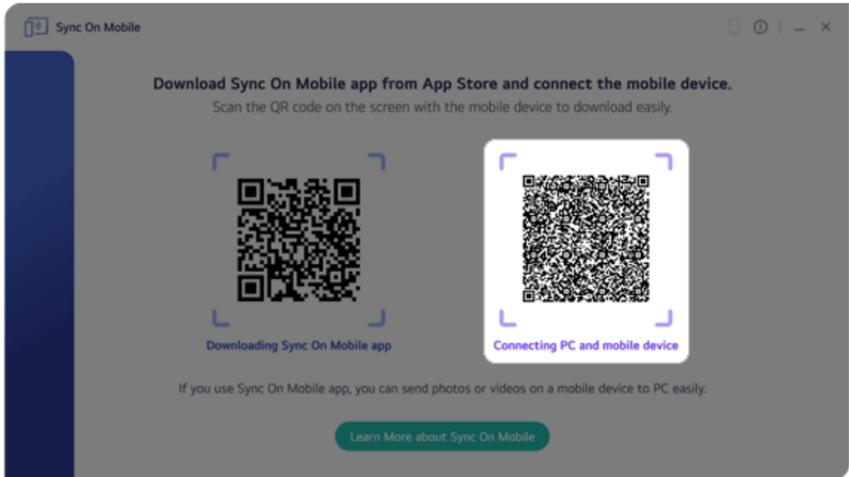 Sync On Mobile
Download Sync On Mobile app from App Store and connect the mobile device.
Scan the QR code on the screen with the mobile device to download easily.
Downloading Sync On Mobile app
Connecting PC and mobile device
If you use Sync On Mobile app, you can send photos or videos on a mobile device to PC easily.
Learn More about Sync On Mobile